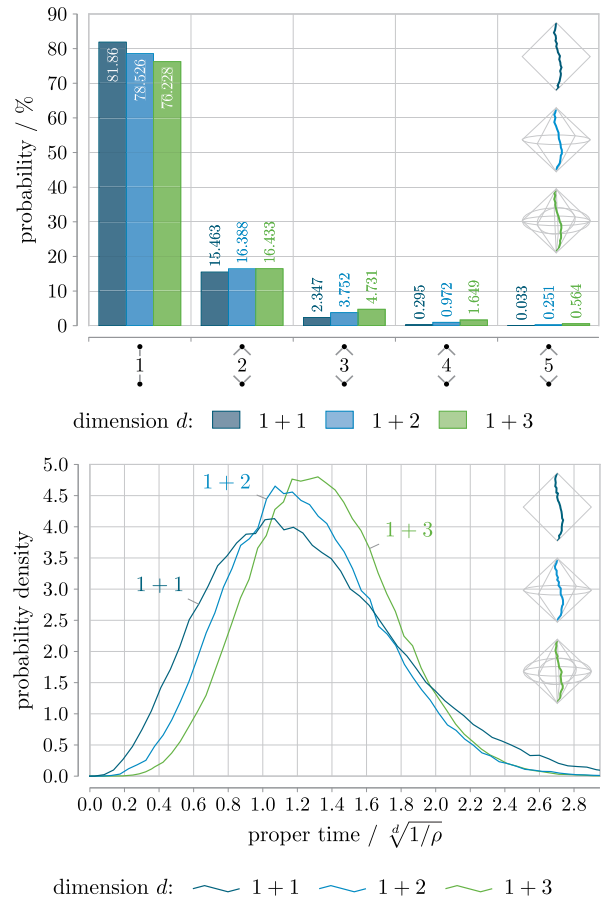 90
80
70
60
50
40
30
20
10
0
probability / %
81.86 78.526 76.228
15.463 16.388 16.433
2.347 3.752 4.731
0.295 0.972 1.649
0.033 0.251 0.564
1 2 3 4 5
dimension d: 1 + 1 1 + 2 1 + 3
5.0
4.5
4.0
3.5
3.0
2.5
2.0
1.5
1.0
0.5
0.0
probability density
1 + 2
1 + 3
1 + 1
0.0 0.2 0.4 0.6 0.8 1.0 1.2 1.4 1.6 1.8 2.0 2.2 2.4 2.6 2.8
proper time / ᵈ√1/ρ
dimension d: 1 + 1 1 + 2 1 + 3